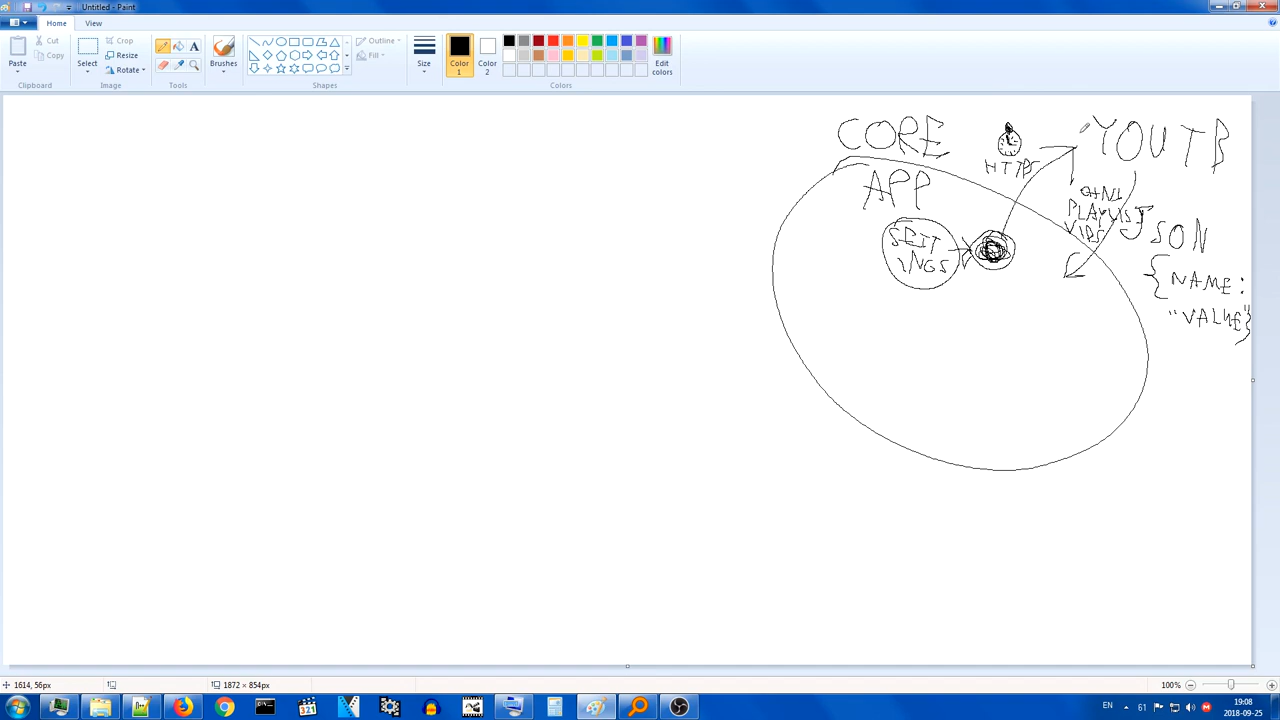 Untitled - Paint
Home
View
Paste
Cut
Copy
Clipboard
Select
Crop
Resize
Rotate
Image
Tools
Brushes
Shapes
Outline
Fill
Size
Color 1
Color 2
Edit colors
Colors
CORE
APP
SETT
INGS
HTTPS
YOUTB
PLAYLIST
VIDS
JSON
{ NAME:
"VALUE" }
1614, 56px
1872 × 854px
100%
EN
61
19:08
2018-09-25